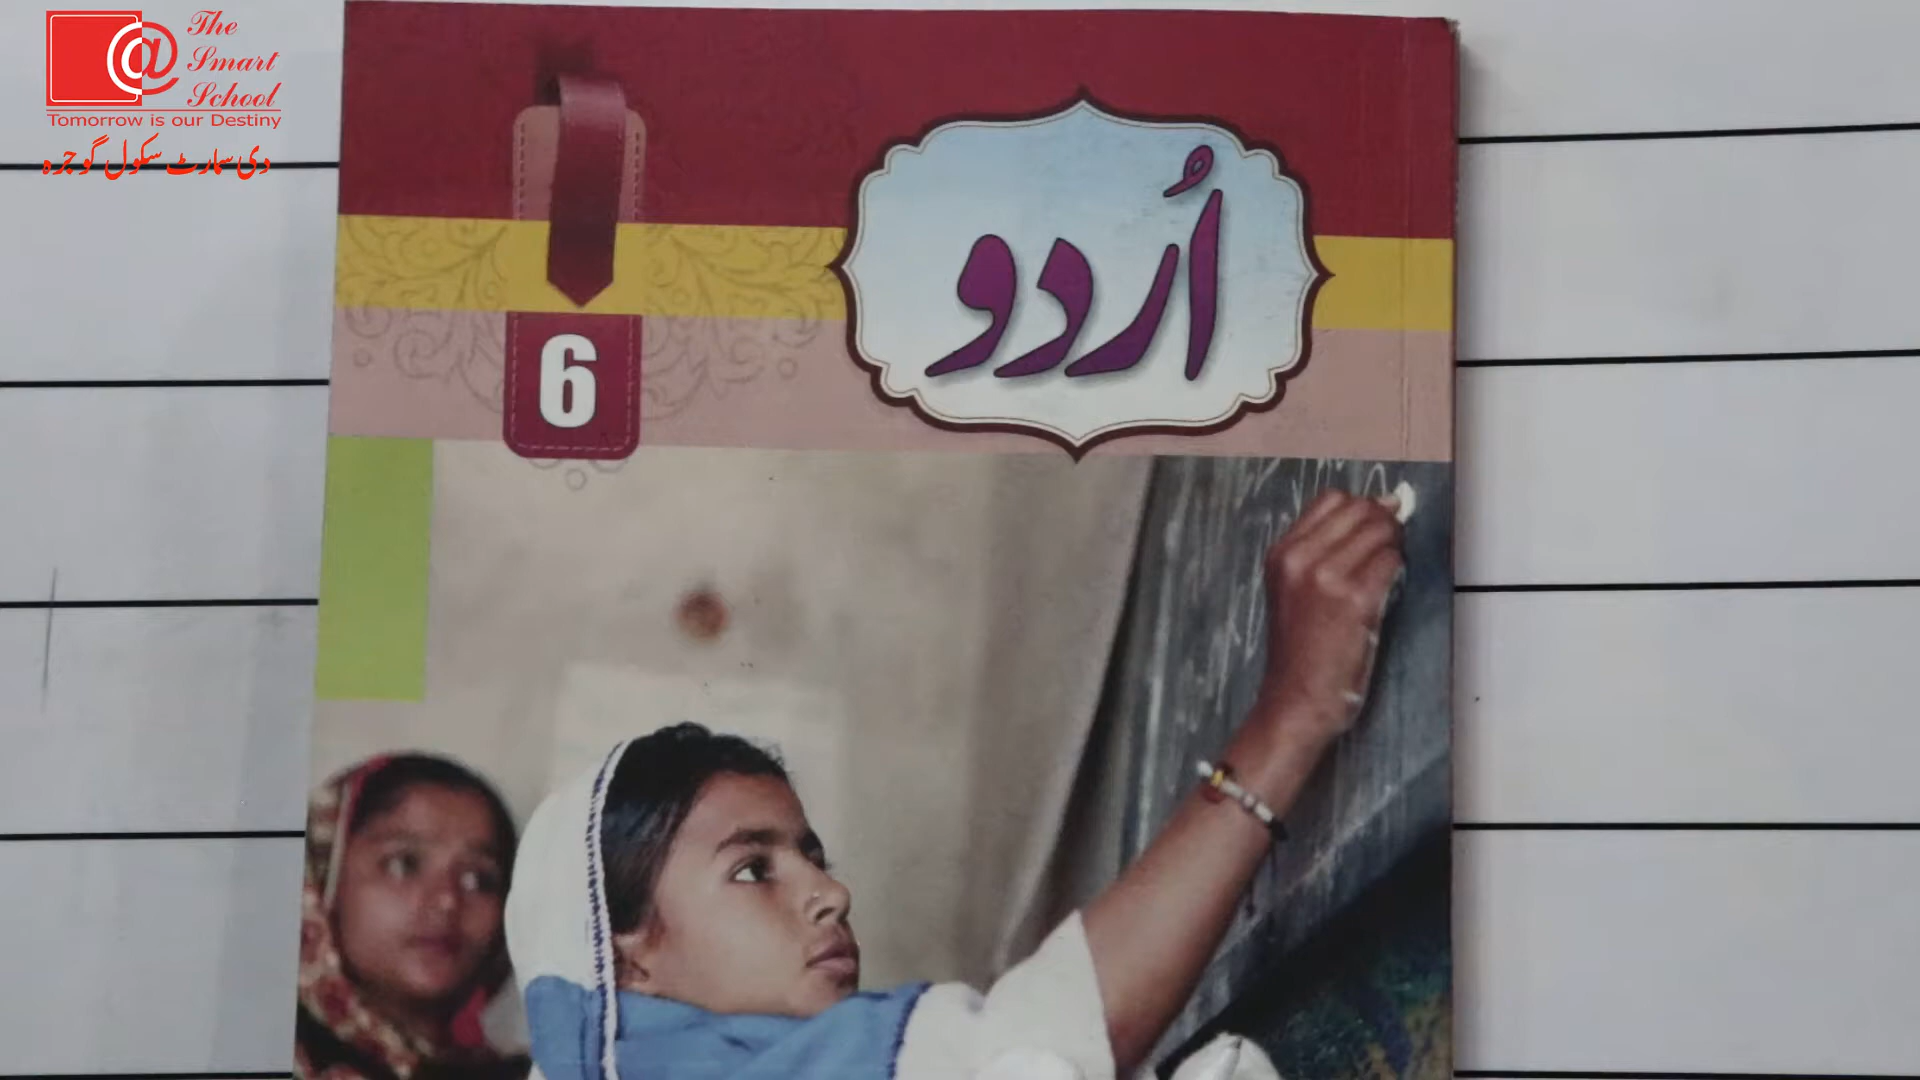 The
Smart
School
Tomorrow is our Destiny
دی سمارٹ سکول گوجرہ
اُردو
6